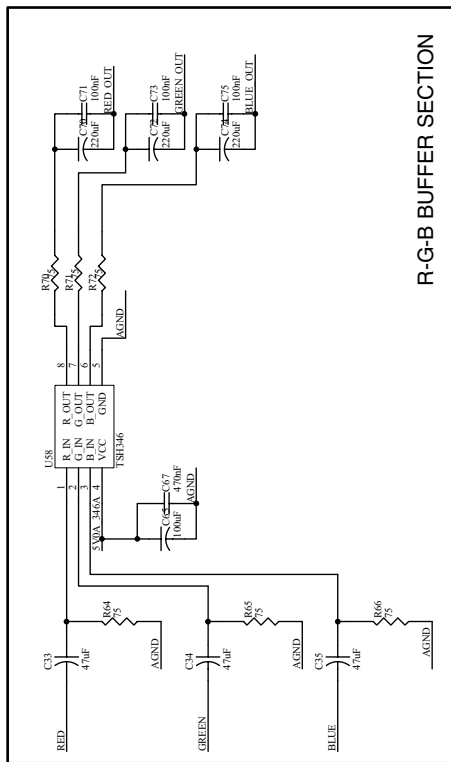 RED
C33
47uF
R64
75
AGND
GREEN
C34
47uF
R65
75
AGND
BLUE
C35
47uF
R66
75
AGND
5V0A 346A
C65
100uF
C67
470nF
AGND
U58
1
2
3
4
R_IN
G_IN
B_IN
VCC
R_OUT
G_OUT
B_OUT
GND
8
7
6
5
TSH346
AGND
R70
75
R71
75
R72
75
C70
220uF
C71
100nF
RED OUT
C72
220uF
C73
100nF
GREEN OUT
C74
220uF
C75
100nF
BLUE OUT
R-G-B BUFFER SECTION